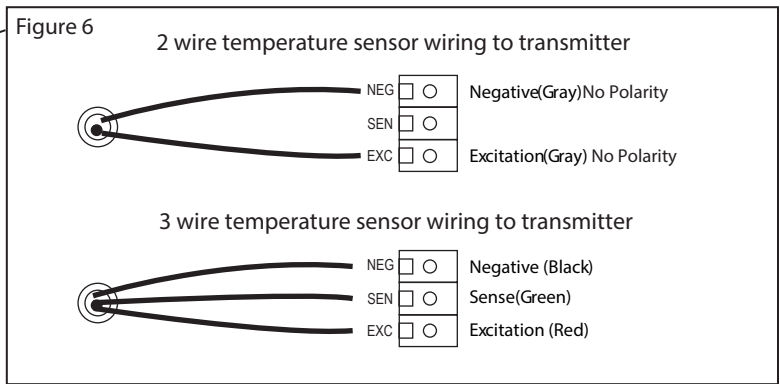 Figure 6
2 wire temperature sensor wiring to transmitter
NEG Negative(Gray)No Polarity
SEN
EXC Excitation(Gray) No Polarity
3 wire temperature sensor wiring to transmitter
NEG Negative (Black)
SEN Sense(Green)
EXC Excitation (Red)